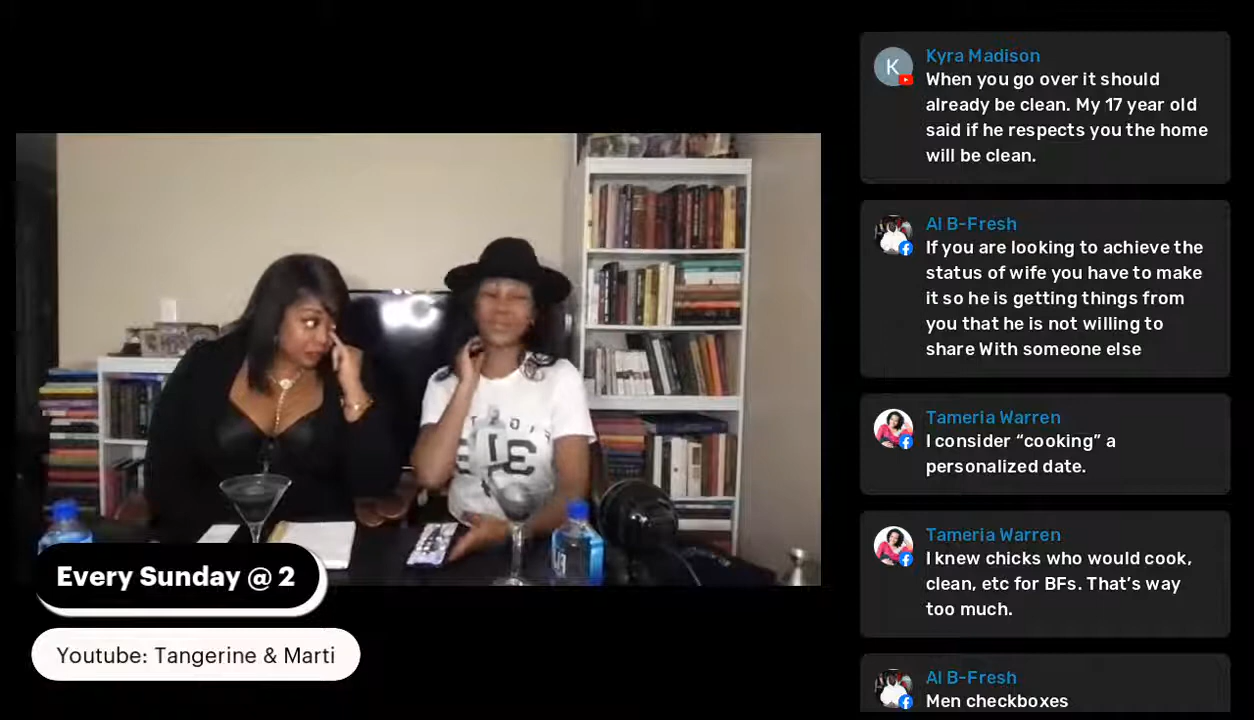 Kyra Madison
K
When you go over it should
already be clean. My 17 year old
said if he respects you the home
will be clean.
Al B-Fresh
If you are looking to achieve the
status of wife you have to make
it so he is getting things from
you that he is not willing to
share With someone else
Tameria Warren
I consider “cooking” a
personalized date.
Tameria Warren
I knew chicks who would cook,
clean, etc for BFs. That’s way
too much.
Al B-Fresh
Men checkboxes
Every Sunday @ 2
Youtube: Tangerine & Marti